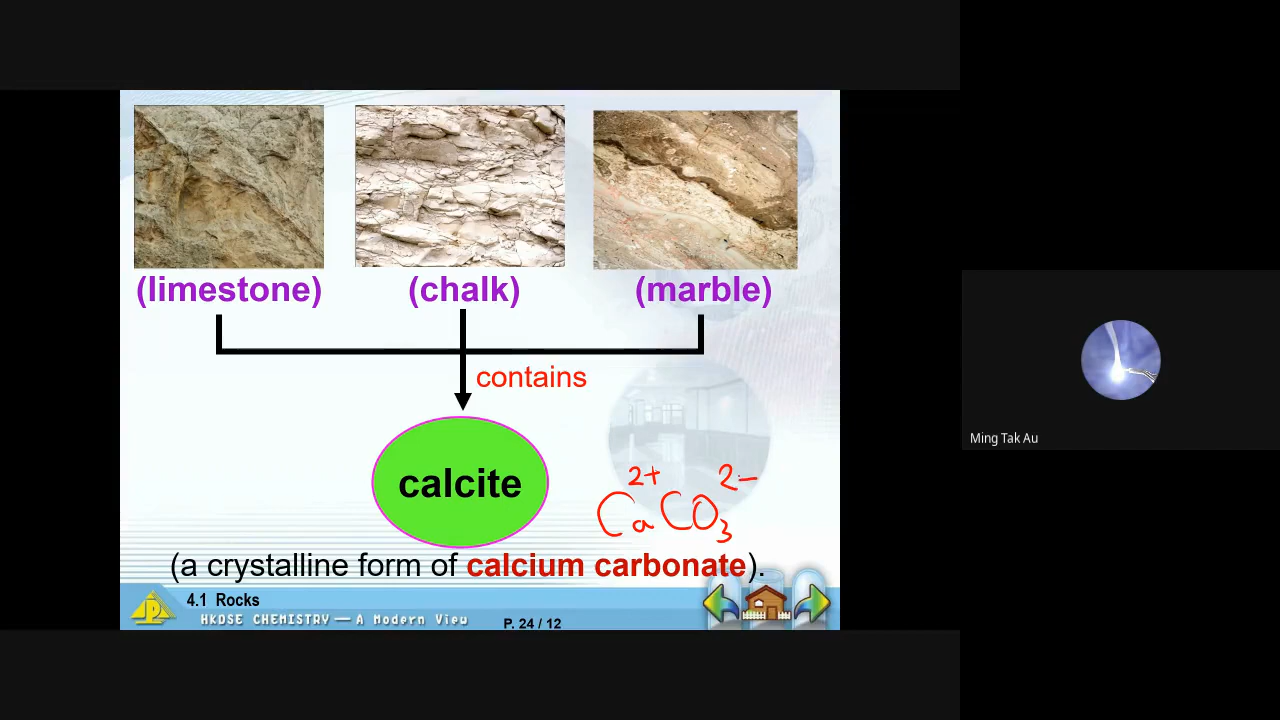 (limestone) (chalk) (marble)
contains
calcite
2+ 2−
CaCO3
(a crystalline form of calcium carbonate).
4.1 Rocks
HKDSE CHEMISTRY — A Modern View
P. 24 / 12
Ming Tak Au